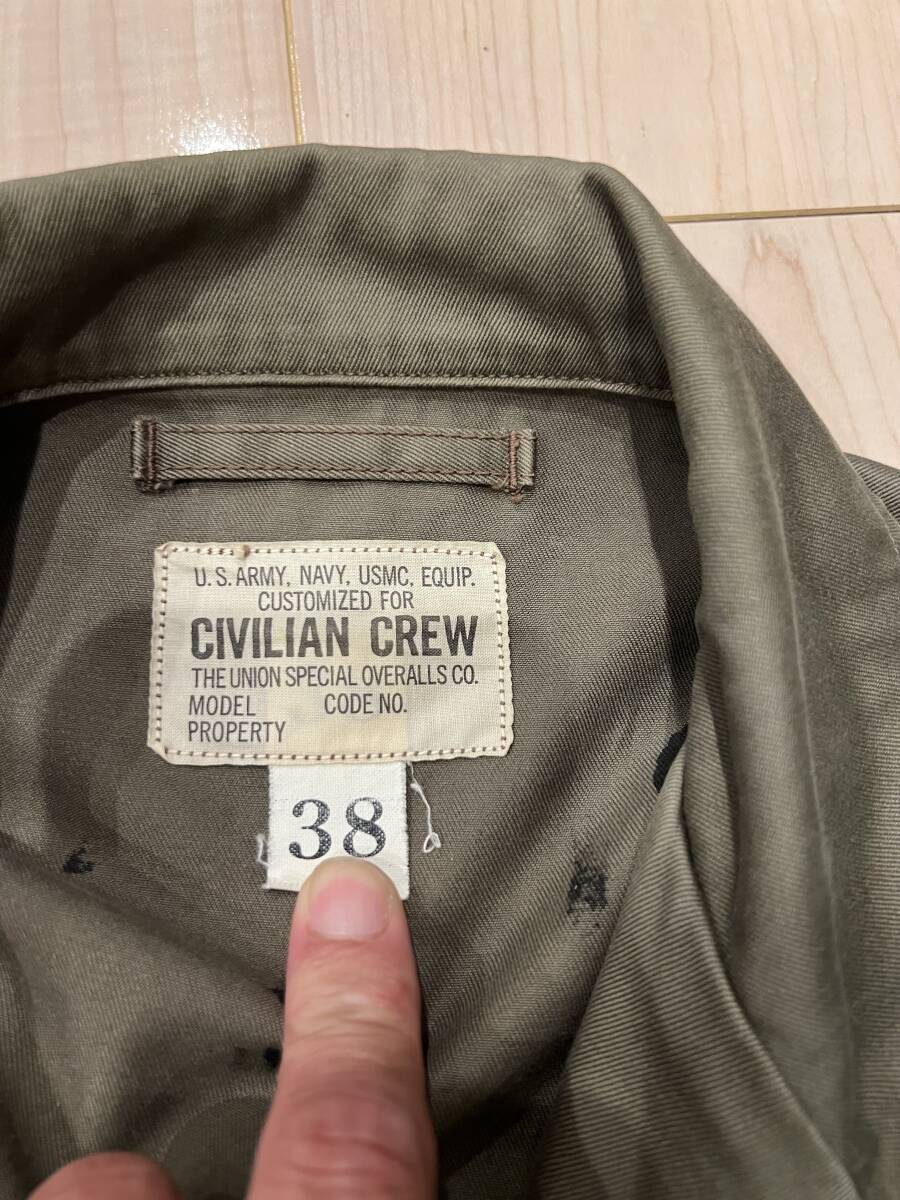 U.S. ARMY, NAVY, USMC, EQUIP.
CUSTOMIZED FOR
CIVILIAN CREW
THE UNION SPECIAL OVERALLS CO.
MODEL CODE NO.
PROPERTY
38